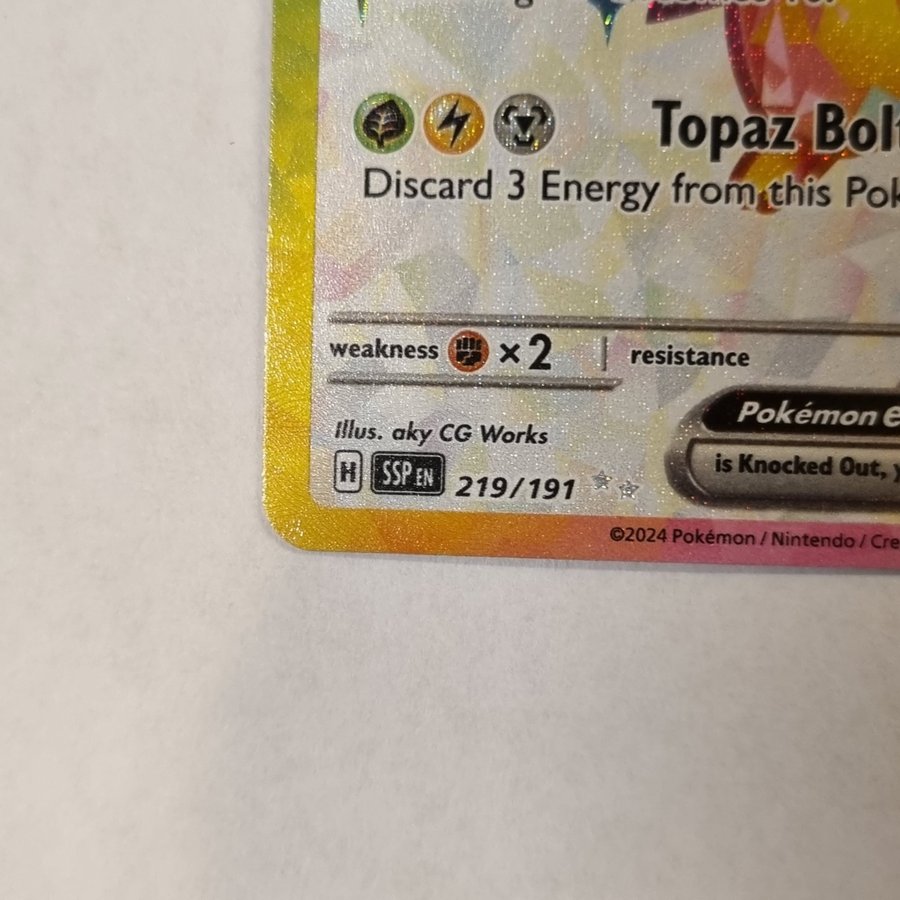 Topaz Bol
Discard 3 Energy from this Pok
weakness ×2 resistance
Pokémon e
Illus. aky CG Works
is Knocked Out, y
H SSP EN 219/191
©2024 Pokémon / Nintendo / Cre